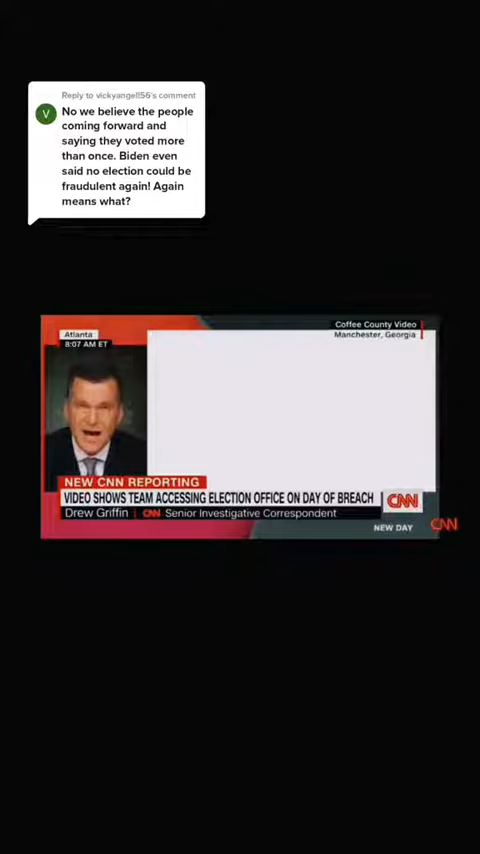 Reply to vickyangell56's comment
V
No we believe the people
coming forward and
saying they voted more
than once. Biden even
said no election could be
fraudulent again! Again
means what?
Atlanta
8:07 AM ET
Coffee County Video
Manchester, Georgia
NEW CNN REPORTING
VIDEO SHOWS TEAM ACCESSING ELECTION OFFICE ON DAY OF BREACH
CNN
Drew Griffin CNN Senior Investigative Correspondent
NEW DAY
CNN